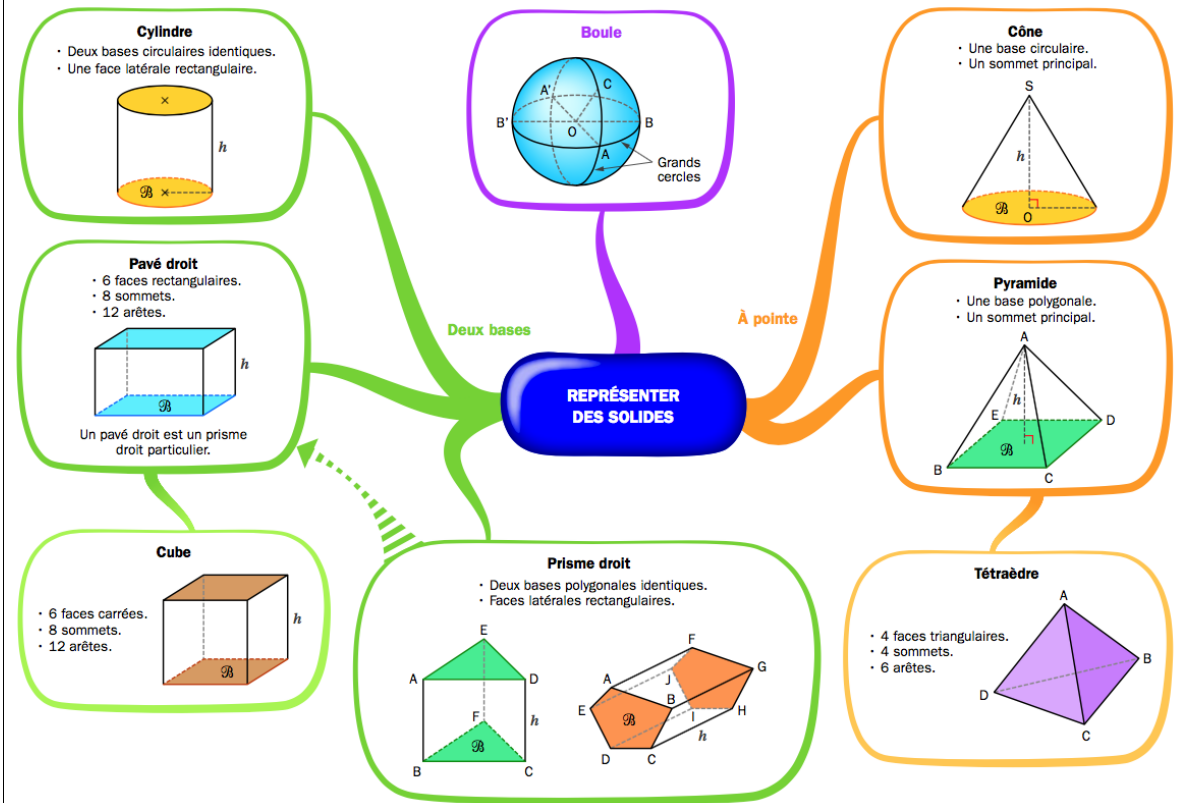 Cylindre
· Deux bases circulaires identiques.
· Une face latérale rectangulaire.
h
ℬ
Boule
A'
C
B'
O
B
A
Grands
cercles
Cône
· Une base circulaire.
· Un sommet principal.
S
h
ℬ
O
Pavé droit
· 6 faces rectangulaires.
· 8 sommets.
· 12 arêtes.
h
ℬ
Un pavé droit est un prisme
droit particulier.
Deux bases
À pointe
REPRÉSENTER
DES SOLIDES
Pyramide
· Une base polygonale.
· Un sommet principal.
A
h
E
D
ℬ
B
C
Cube
· 6 faces carrées.
· 8 sommets.
· 12 arêtes.
h
ℬ
Prisme droit
· Deux bases polygonales identiques.
· Faces latérales rectangulaires.
E
A
D
F
h
ℬ
B
C
F
G
J
A
B
E
ℬ
I
H
h
D
C
Tétraèdre
· 4 faces triangulaires.
· 4 sommets.
· 6 arêtes.
A
B
D
C